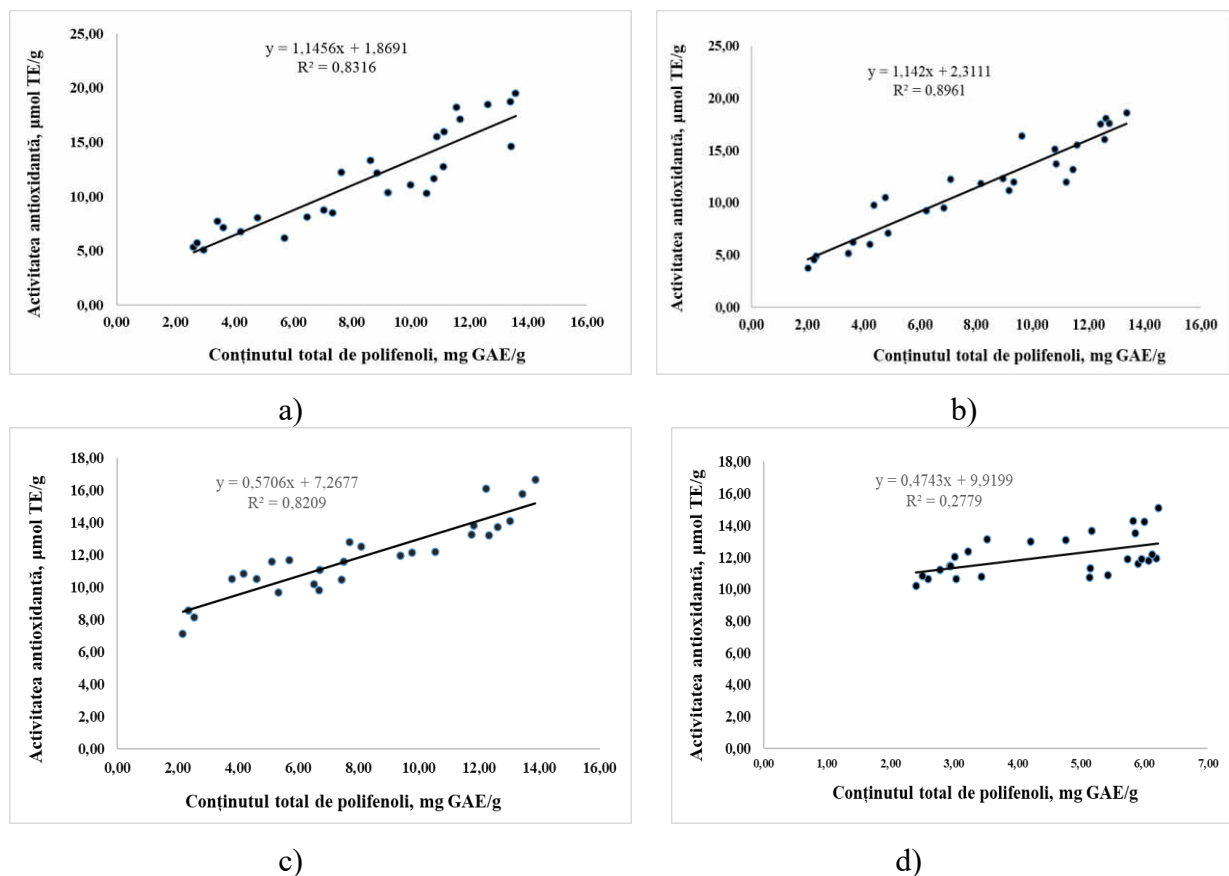 Activitatea antioxidantă, µmol TE/g
25,00
20,00
15,00
10,00
5,00
0,00
y = 1,1456x + 1,8691
R² = 0,8316
0,00 2,00 4,00 6,00 8,00 10,00 12,00 14,00 16,00
Conținutul total de polifenoli, mg GAE/g
a)
Activitatea antioxidantă, µmol TE/g
25,00
20,00
15,00
10,00
5,00
0,00
y = 1,142x + 2,3111
R² = 0,8961
0,00 2,00 4,00 6,00 8,00 10,00 12,00 14,00 16,00
Conținutul total de polifenoli, mg GAE/g
b)
Activitatea antioxidantă, µmol TE/g
18,00
16,00
14,00
12,00
10,00
8,00
6,00
4,00
2,00
0,00
y = 0,5706x + 7,2677
R² = 0,8209
0,00 2,00 4,00 6,00 8,00 10,00 12,00 14,00 16,00
Conținutul total de polifenoli, mg GAE/g
c)
Activitatea antioxidantă, µmol TE/g
18,00
16,00
14,00
12,00
10,00
8,00
6,00
4,00
2,00
0,00
y = 0,4743x + 9,9199
R² = 0,2779
0,00 1,00 2,00 3,00 4,00 5,00 6,00 7,00
Conținutul total de polifenoli, mg GAE/g
d)